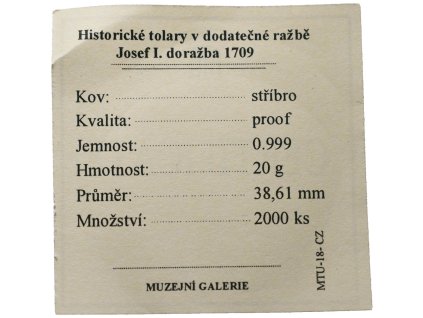 Historické tolary v dodatečné ražbě
Josef I. doražba 1709
Kov: stříbro
Kvalita: proof
Jemnost: 0.999
Hmotnost: 20 g
Průměr: 38,61 mm
Množství: 2000 ks
MUZEJNÍ GALERIE
MTU-18- CZ